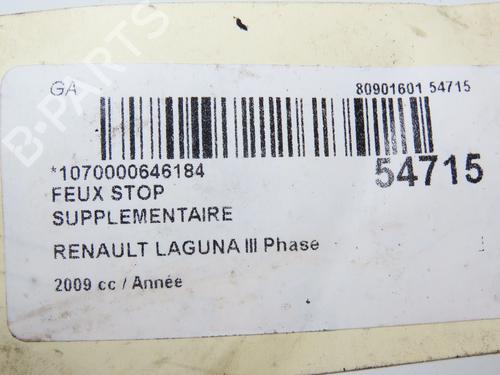 GA
80901601 54715
*1070000646184
54715
FEUX STOP
SUPPLEMENTAIRE
RENAULT LAGUNA III Phase
2009 cc / Année
B-PARTS